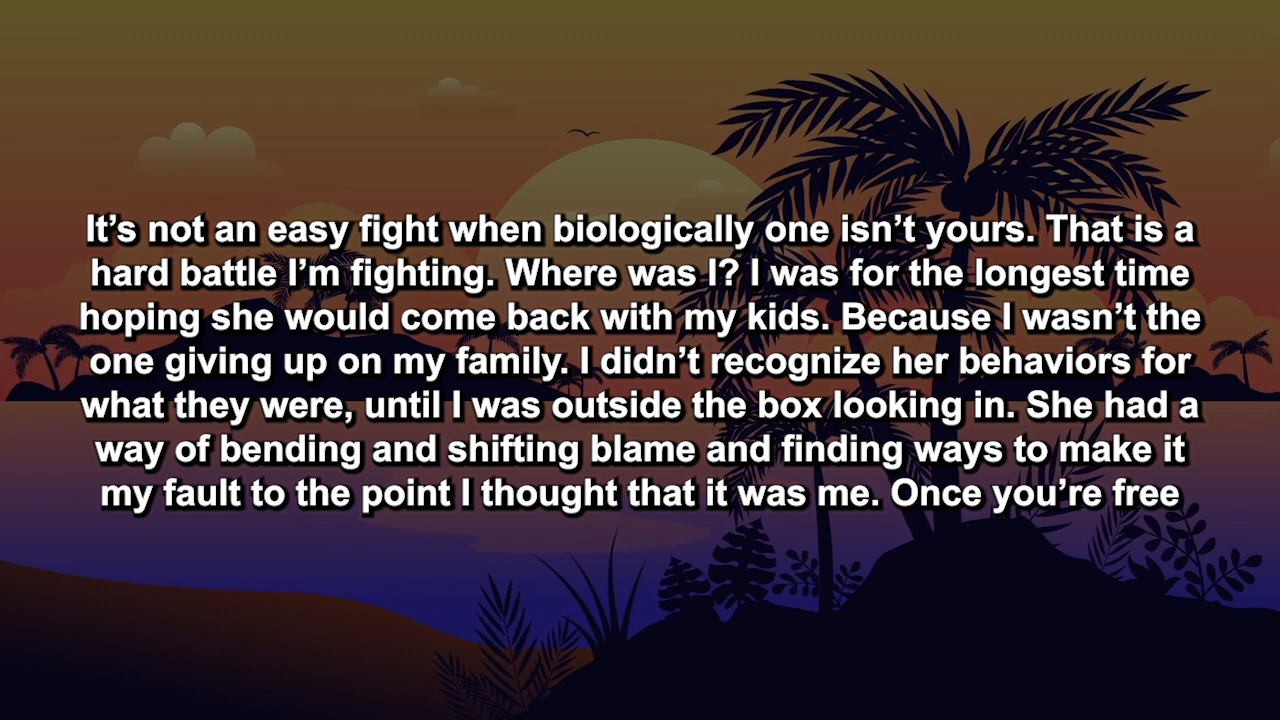 It’s not an easy fight when biologically one isn’t yours. That is a
hard battle I’m fighting. Where was I? I was for the longest time
hoping she would come back with my kids. Because I wasn’t the
one giving up on my family. I didn’t recognize her behaviors for
what they were, until I was outside the box looking in. She had a
way of bending and shifting blame and finding ways to make it
my fault to the point I thought that it was me. Once you’re free